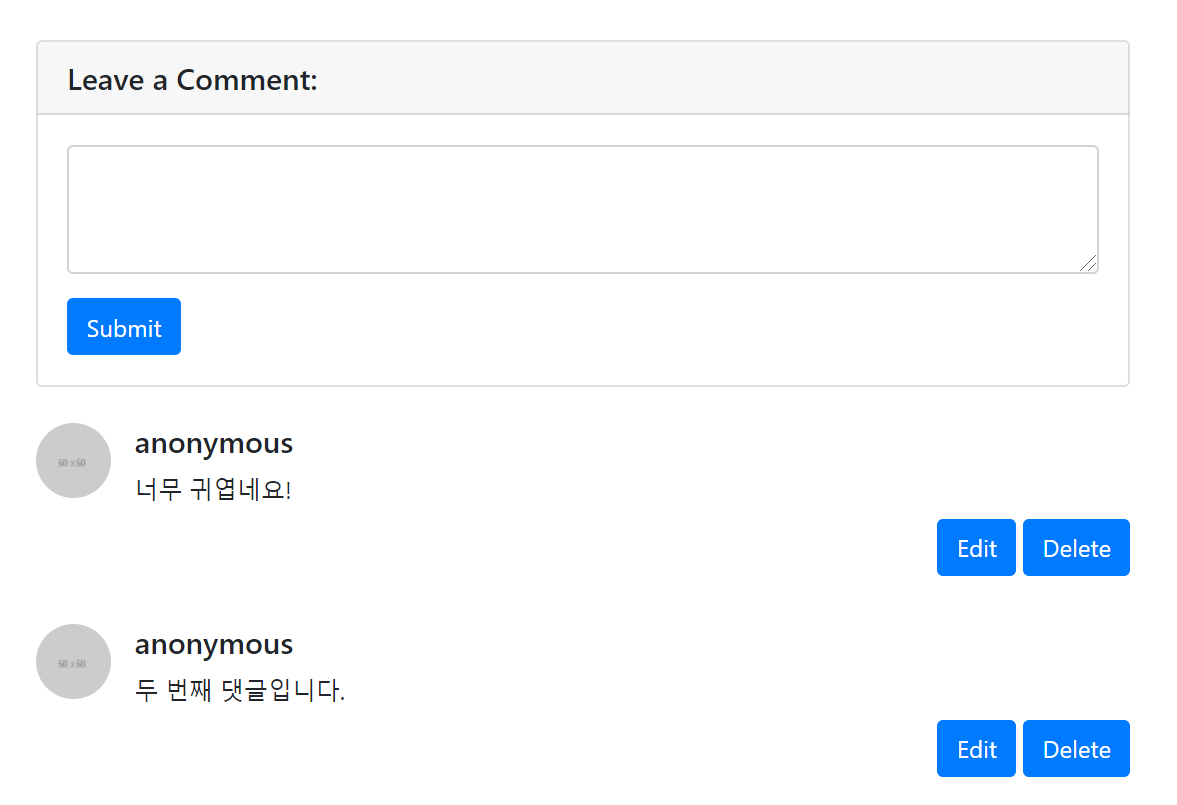 Leave a Comment:
Submit
50 x 50
anonymous
너무 귀엽네요!
Edit Delete
50 x 50
anonymous
두 번째 댓글입니다.
Edit Delete